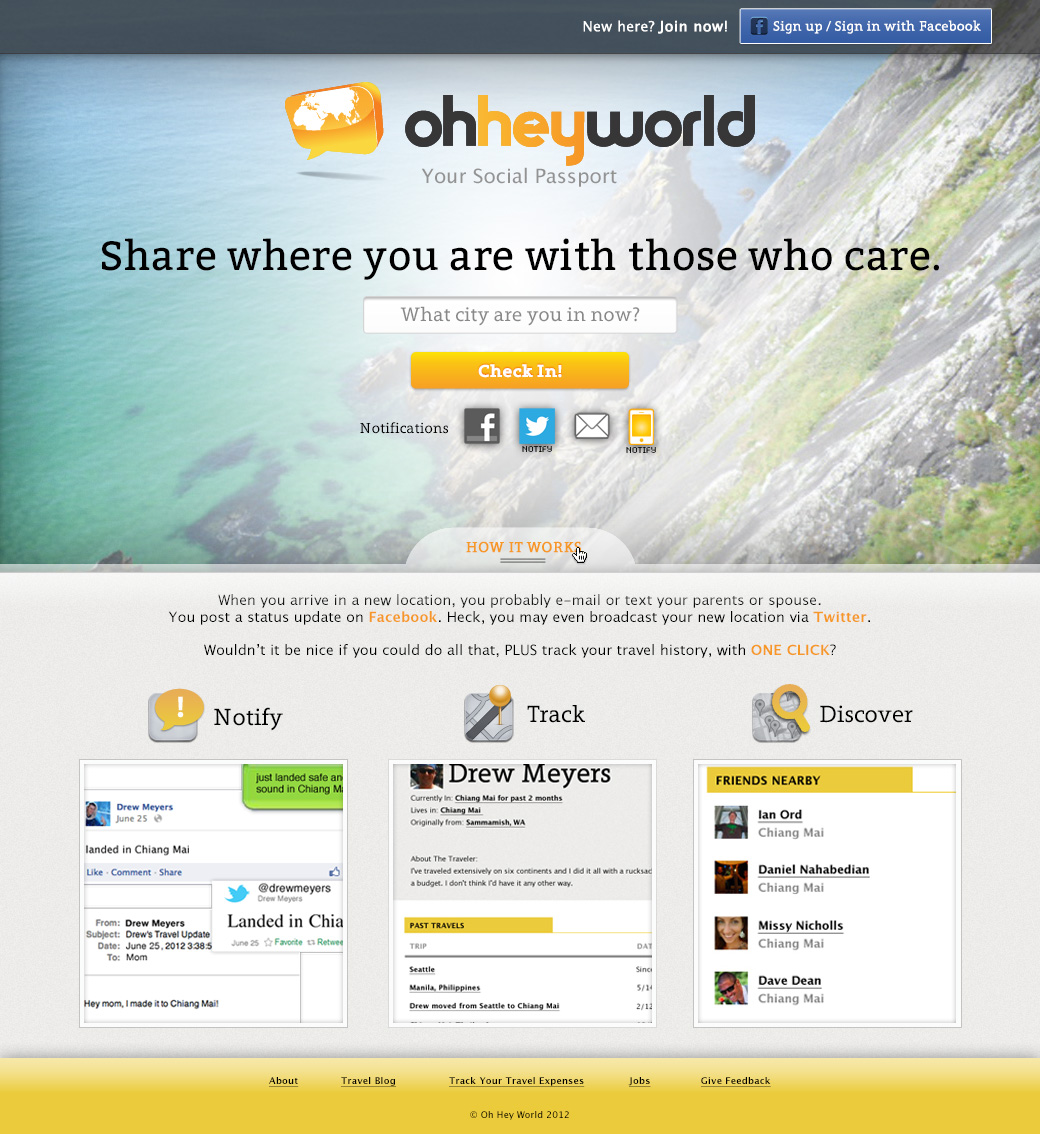 New here? Join now!
Sign up / Sign in with Facebook
ohheyworld
Your Social Passport
Share where you are with those who care.
What city are you in now?
Check In!
Notifications
NOTIFY
NOTIFY
HOW IT WORKS
When you arrive in a new location, you probably e-mail or text your parents or spouse.
You post a status update on Facebook. Heck, you may even broadcast your new location via Twitter.
Wouldn't it be nice if you could do all that, PLUS track your travel history, with ONE CLICK?
Notify
just landed safe an
sound in Chiang Ma
Drew Meyers
June 25
landed in Chiang Mai
Like · Comment · Share
@drewmeyers
Drew Meyers
Landed in Chia
June 25 Favorite Retwee
From: Drew Meyers
Subject: Drew's Travel Update
Date: June 25, 2012 3:38:5
To: Mom
Hey mom, I made it to Chiang Mai!
Track
Drew Meyers
Currently In: Chiang Mai for past 2 months
Lives in: Chiang Mai
Originally from: Sammamish, WA
About The Traveler:
I've traveled extensively on six continents and I did it all with a rucksac
a budget. I don't think I'd have it any other way.
PAST TRAVELS
TRIP DAT
Seattle Since
Manila, Philippines 5/14
Drew moved from Seattle to Chiang Mai 2/12
Discover
FRIENDS NEARBY
Ian Ord
Chiang Mai
Daniel Nahabedian
Chiang Mai
Missy Nicholls
Chiang Mai
Dave Dean
Chiang Mai
About Travel Blog Track Your Travel Expenses Jobs Give Feedback
© Oh Hey World 2012